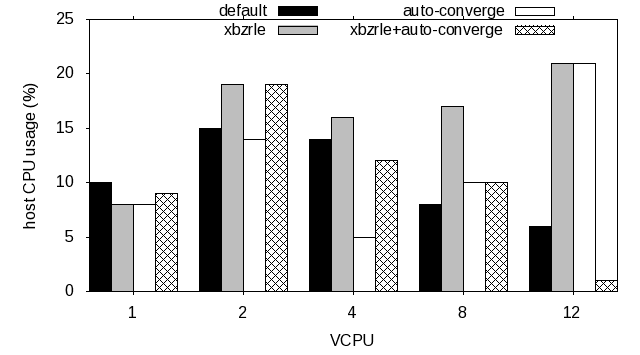 default auto-converge
xbzrle xbzrle+auto-converge
25
20
15
10
5
0
host CPU usage (%)
1 2 4 8 12
VCPU